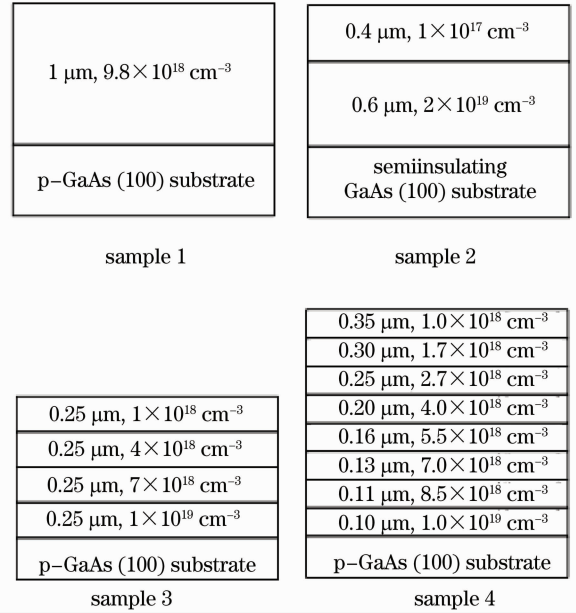 1 μm, 9.8×10¹⁸ cm⁻³
p-GaAs (100) substrate
sample 1
0.4 μm, 1×10¹⁷ cm⁻³
0.6 μm, 2×10¹⁹ cm⁻³
semiinsulating
GaAs (100) substrate
sample 2
0.25 μm, 1×10¹⁸ cm⁻³
0.25 μm, 4×10¹⁸ cm⁻³
0.25 μm, 7×10¹⁸ cm⁻³
0.25 μm, 1×10¹⁹ cm⁻³
p-GaAs (100) substrate
sample 3
0.35 μm, 1.0×10¹⁸ cm⁻³
0.30 μm, 1.7×10¹⁸ cm⁻³
0.25 μm, 2.7×10¹⁸ cm⁻³
0.20 μm, 4.0×10¹⁸ cm⁻³
0.16 μm, 5.5×10¹⁸ cm⁻³
0.13 μm, 7.0×10¹⁸ cm⁻³
0.11 μm, 8.5×10¹⁸ cm⁻³
0.10 μm, 1.0×10¹⁹ cm⁻³
p-GaAs (100) substrate
sample 4